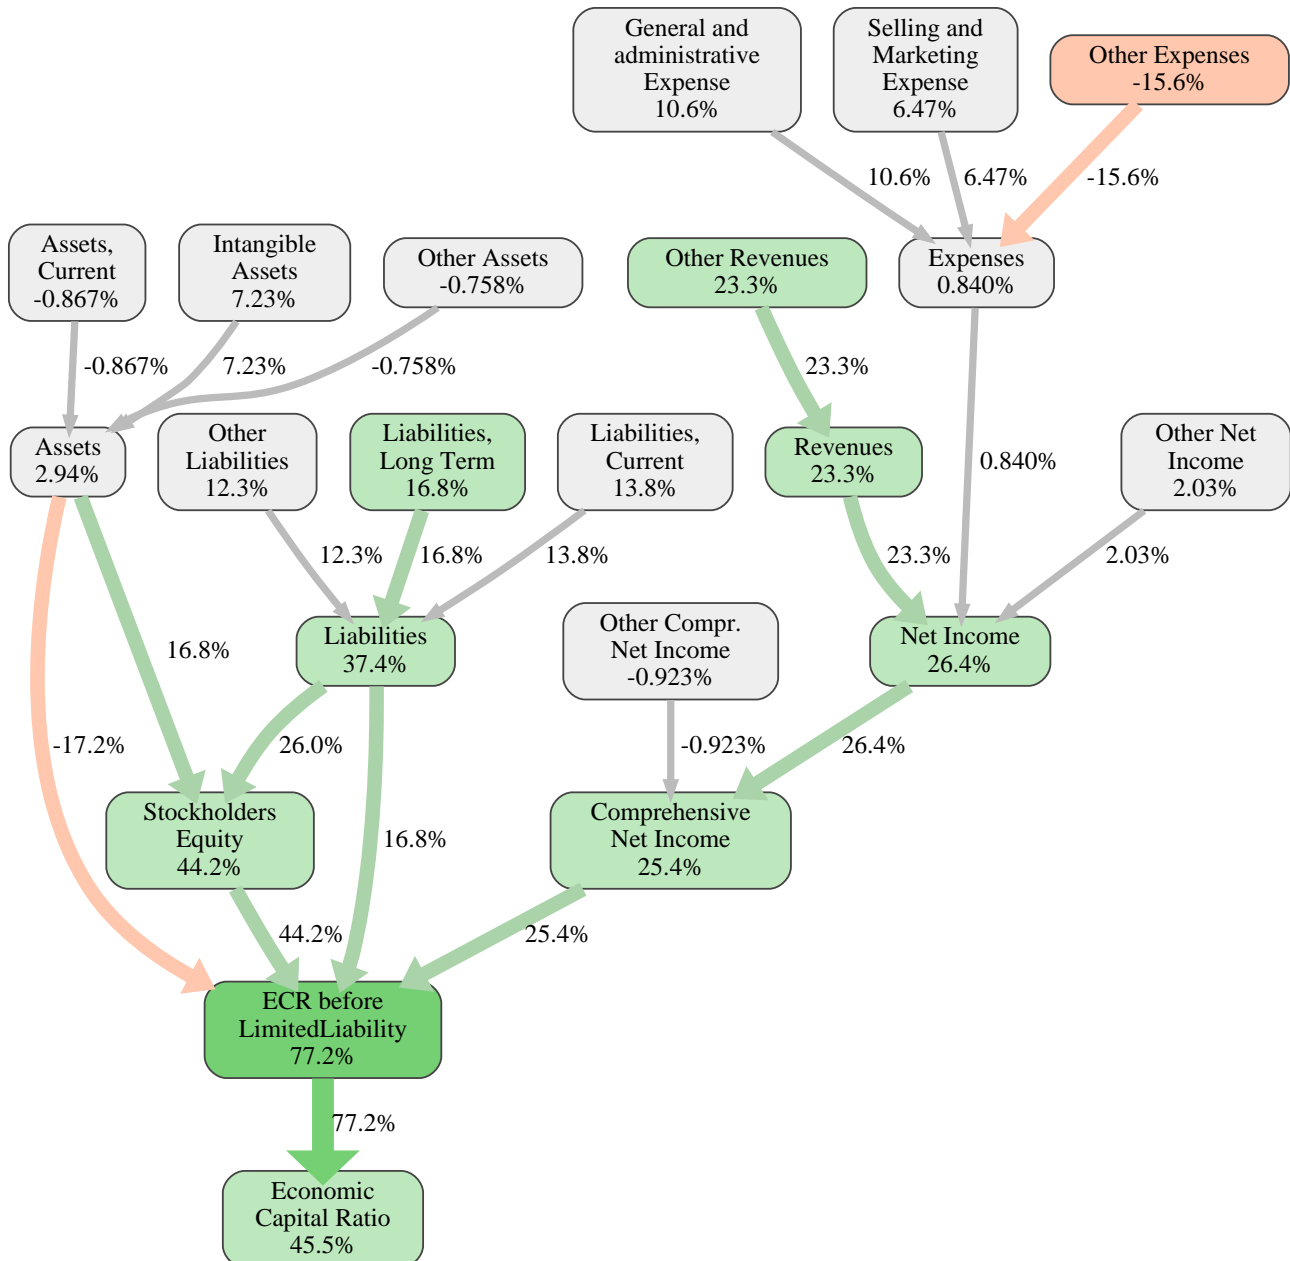 General and
administrative
Expense
10.6%
Selling and
Marketing
Expense
6.47%
Other Expenses
-15.6%
10.6%
6.47%
-15.6%
Assets,
Current
-0.867%
Intangible
Assets
7.23%
Other Assets
-0.758%
Other Revenues
23.3%
Expenses
0.840%
-0.867%
7.23%
-0.758%
23.3%
Assets
2.94%
Other
Liabilities
12.3%
Liabilities,
Long Term
16.8%
Liabilities,
Current
13.8%
Revenues
23.3%
0.840%
Other Net
Income
2.03%
12.3%
16.8%
13.8%
23.3%
2.03%
16.8%
Liabilities
37.4%
Other Compr.
Net Income
-0.923%
Net Income
26.4%
-17.2%
26.0%
-0.923%
26.4%
Stockholders
Equity
44.2%
16.8%
Comprehensive
Net Income
25.4%
44.2%
25.4%
ECR before
LimitedLiability
77.2%
77.2%
Economic
Capital Ratio
45.5%